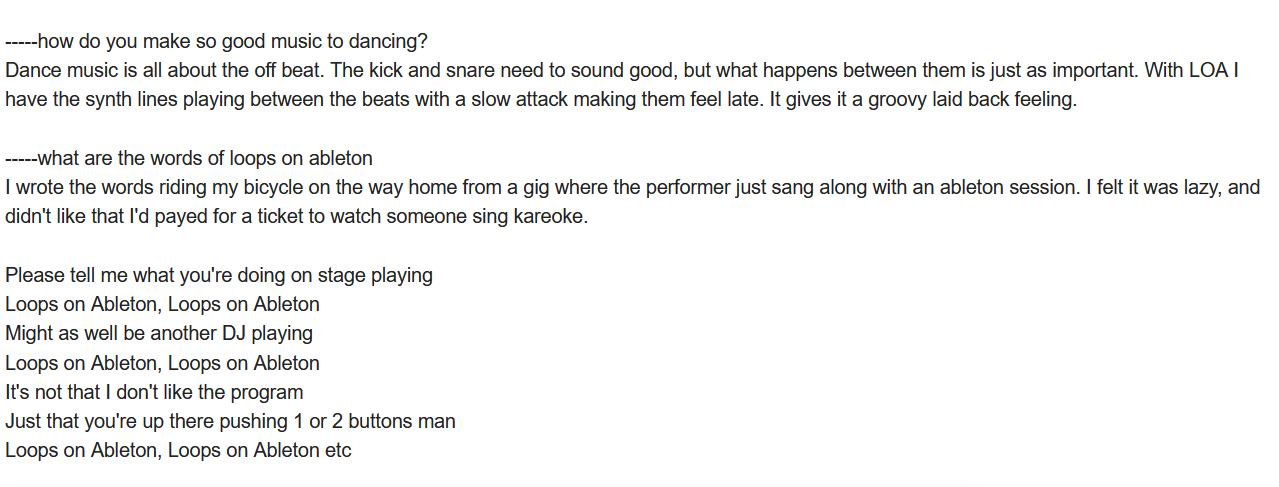 -----how do you make so good music to dancing?
Dance music is all about the off beat. The kick and snare need to sound good, but what happens between them is just as important. With LOA I
have the synth lines playing between the beats with a slow attack making them feel late. It gives it a groovy laid back feeling.
-----what are the words of loops on ableton
I wrote the words riding my bicycle on the way home from a gig where the performer just sang along with an ableton session. I felt it was lazy, and
didn't like that I'd payed for a ticket to watch someone sing kareoke.
Please tell me what you're doing on stage playing
Loops on Ableton, Loops on Ableton
Might as well be another DJ playing
Loops on Ableton, Loops on Ableton
It's not that I don't like the program
Just that you're up there pushing 1 or 2 buttons man
Loops on Ableton, Loops on Ableton etc